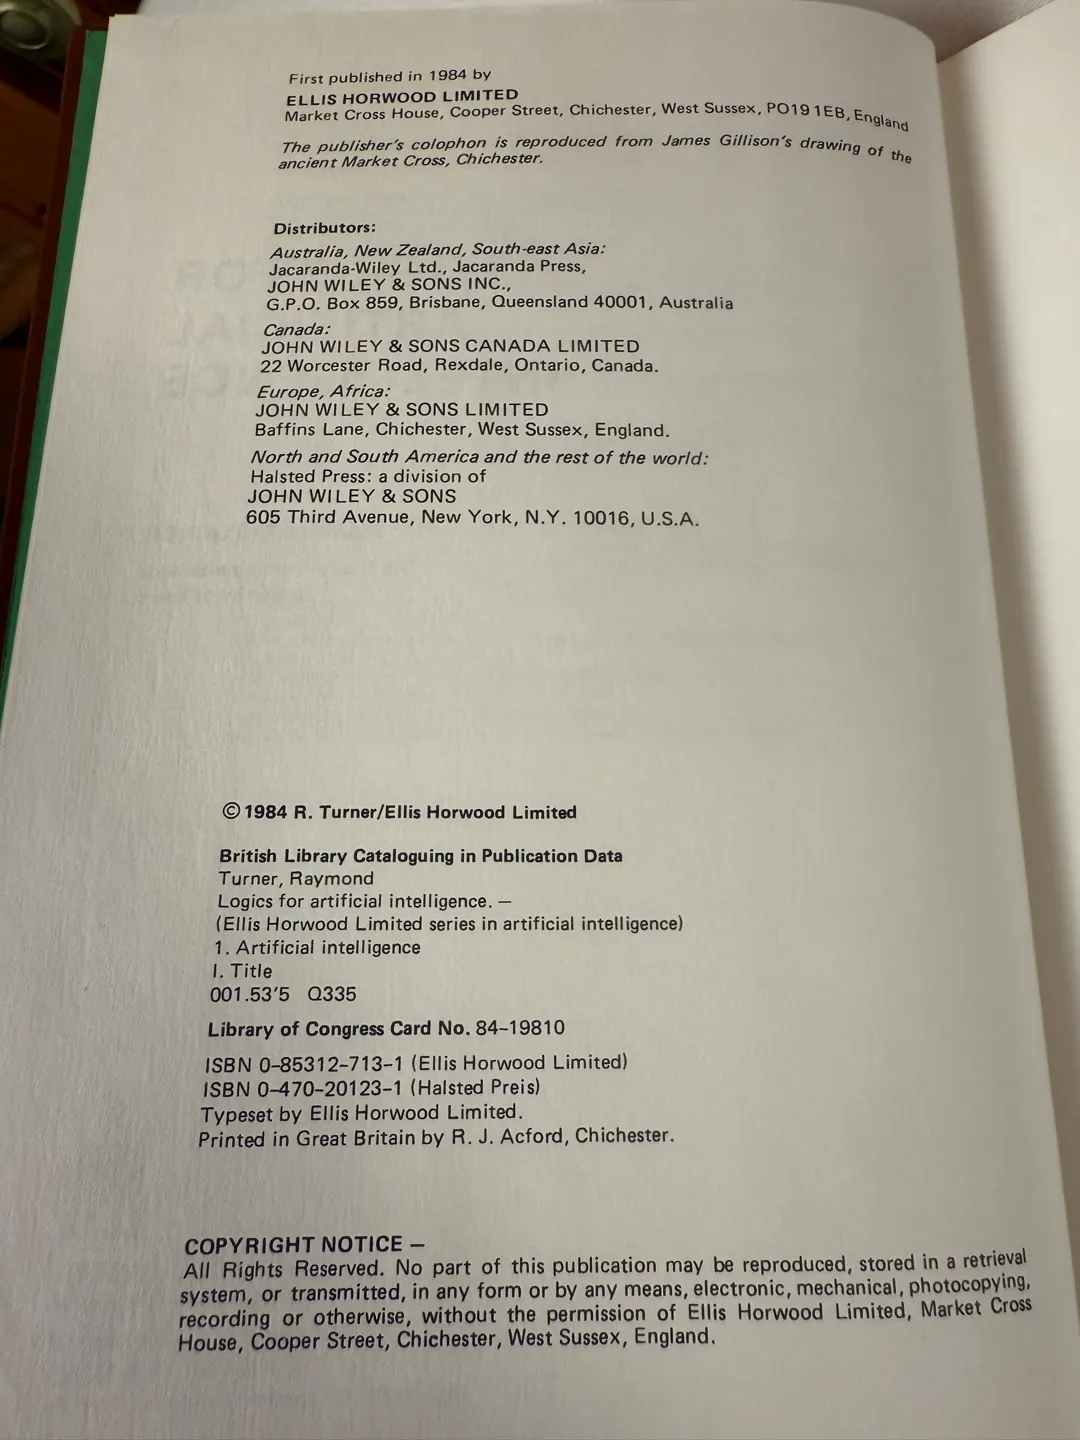 First published in 1984 by
ELLIS HORWOOD LIMITED
Market Cross House, Cooper Street, Chichester, West Sussex, PO19 1EB, England
The publisher's colophon is reproduced from James Gillison's drawing of the
ancient Market Cross, Chichester.
Distributors:
Australia, New Zealand, South-east Asia:
Jacaranda-Wiley Ltd., Jacaranda Press,
JOHN WILEY & SONS INC.,
G.P.O. Box 859, Brisbane, Queensland 40001, Australia
Canada:
JOHN WILEY & SONS CANADA LIMITED
22 Worcester Road, Rexdale, Ontario, Canada.
Europe, Africa:
JOHN WILEY & SONS LIMITED
Baffins Lane, Chichester, West Sussex, England.
North and South America and the rest of the world:
Halsted Press: a division of
JOHN WILEY & SONS
605 Third Avenue, New York, N.Y. 10016, U.S.A.
© 1984 R. Turner/Ellis Horwood Limited
British Library Cataloguing in Publication Data
Turner, Raymond
Logics for artificial intelligence. —
(Ellis Horwood Limited series in artificial intelligence)
1. Artificial intelligence
I. Title
001.53'5 Q335
Library of Congress Card No. 84–19810
ISBN 0–85312–713–1 (Ellis Horwood Limited)
ISBN 0–470–20123–1 (Halsted Preis)
Typeset by Ellis Horwood Limited.
Printed in Great Britain by R. J. Acford, Chichester.
COPYRIGHT NOTICE —
All Rights Reserved. No part of this publication may be reproduced, stored in a retrieval
system, or transmitted, in any form or by any means, electronic, mechanical, photocopying,
recording or otherwise, without the permission of Ellis Horwood Limited, Market Cross
House, Cooper Street, Chichester, West Sussex, England.